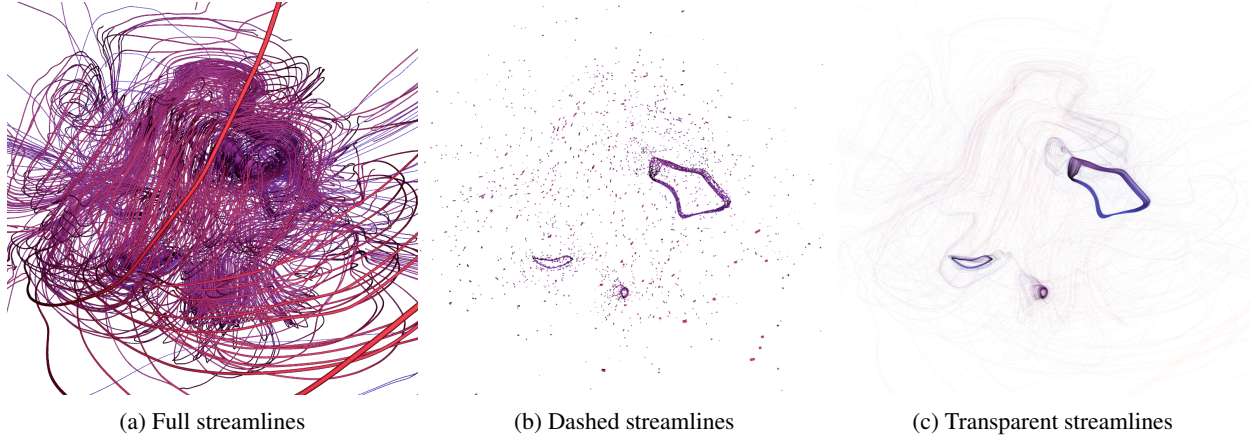 (a) Full streamlines
(b) Dashed streamlines
(c) Transparent streamlines